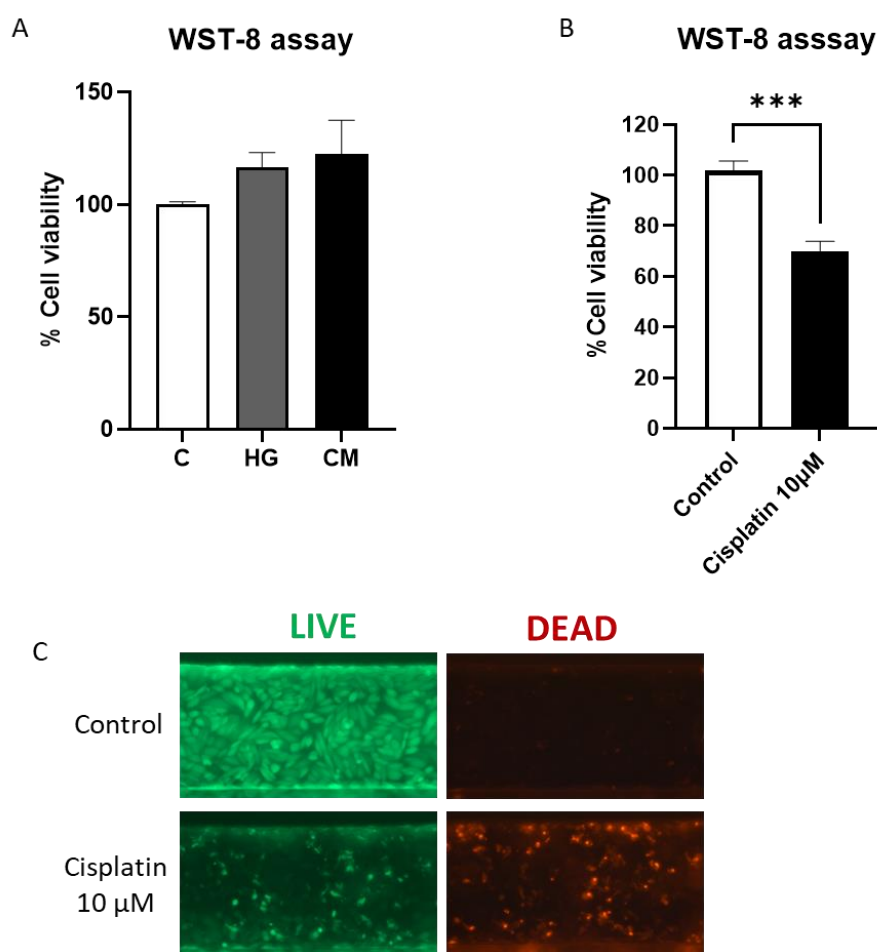 A
WST-8 assay
% Cell viability
150
100
50
0
C
HG
CM
B
WST-8 asssay
***
% Cell viability
120
100
80
60
40
20
0
Control
Cisplatin 10µM
C
LIVE
DEAD
Control
Cisplatin
10 µM